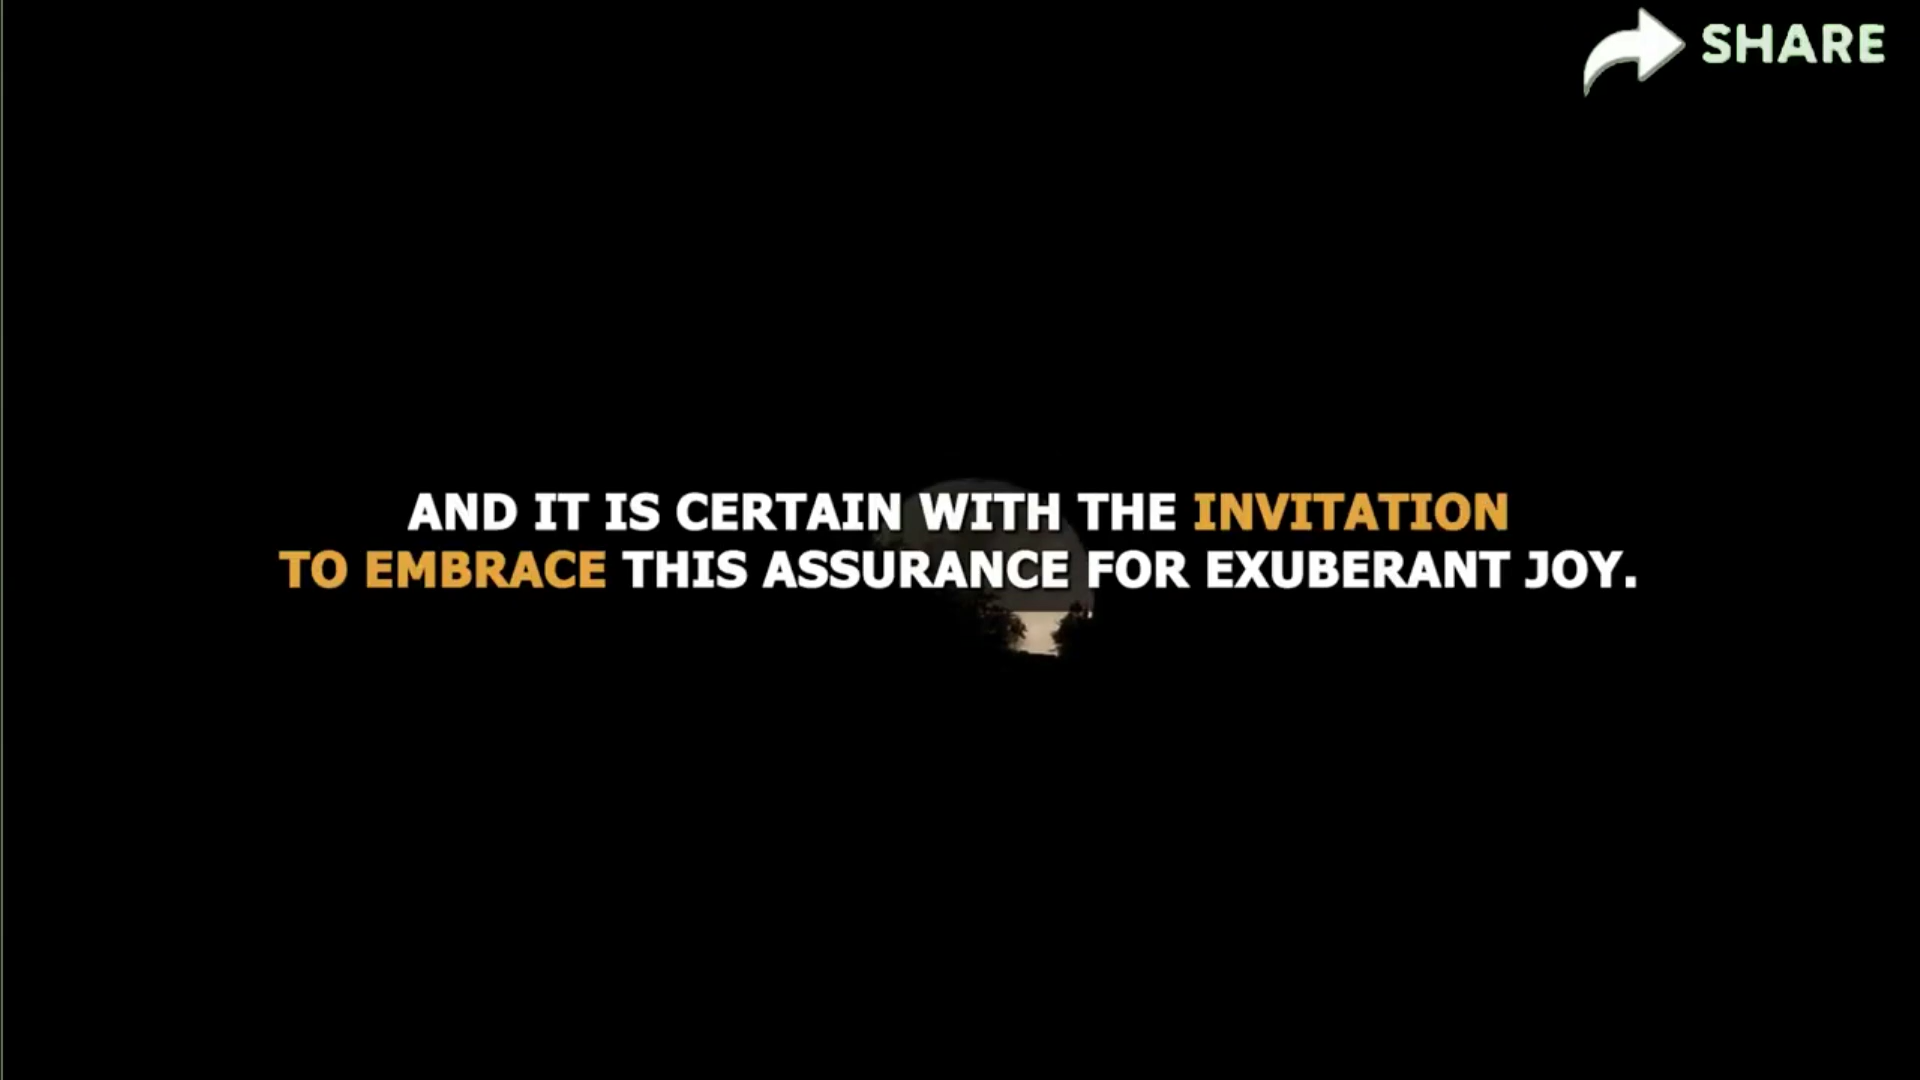 SHARE
AND IT IS CERTAIN WITH THE INVITATION
TO EMBRACE THIS ASSURANCE FOR EXUBERANT JOY.